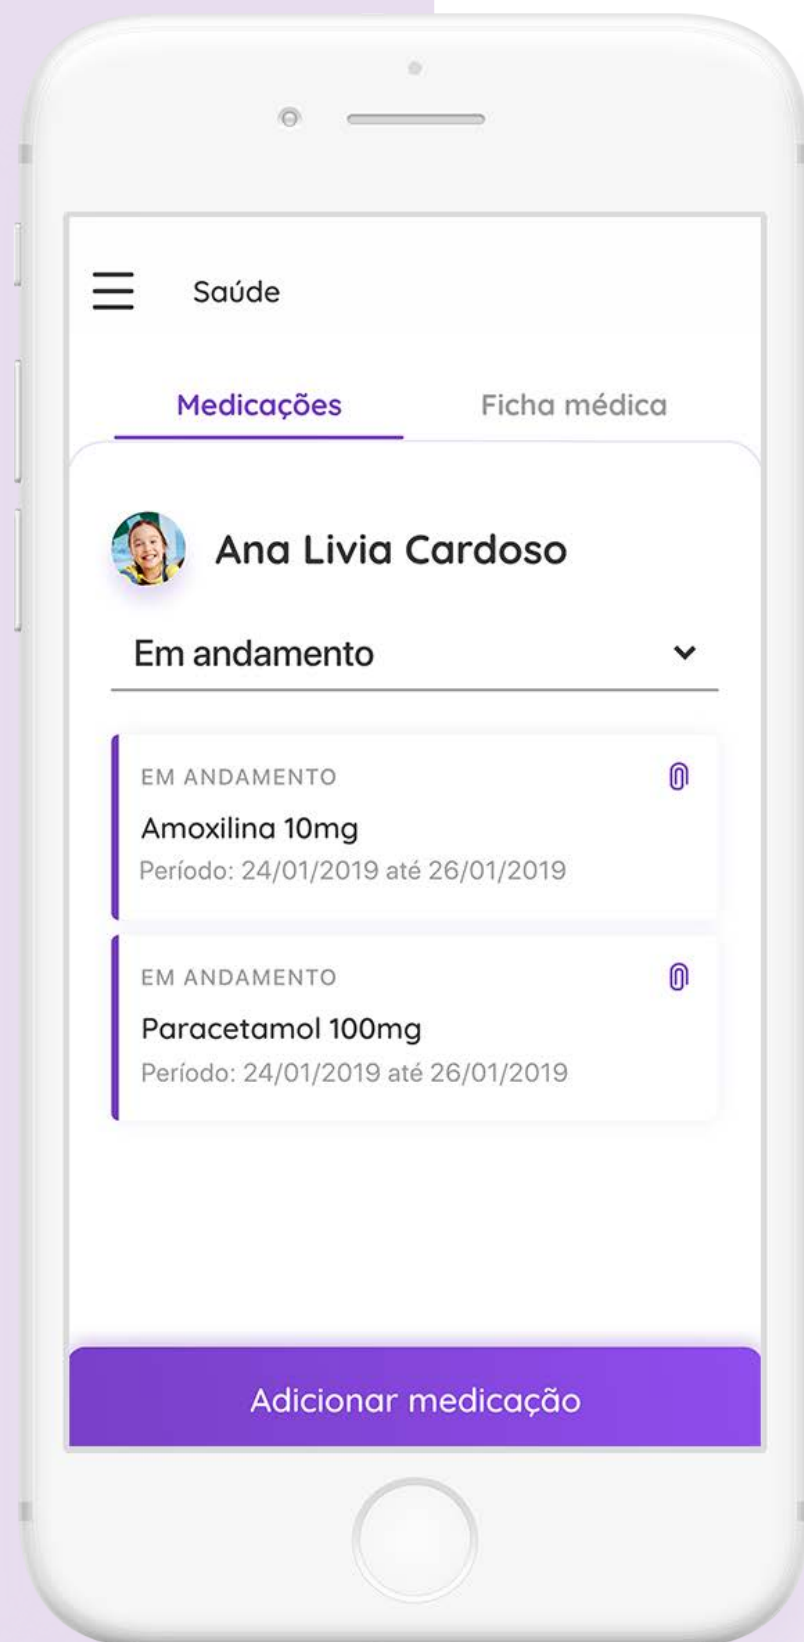 Saúde
Medicações Ficha médica
Ana Livia Cardoso
Em andamento
EM ANDAMENTO
Amoxilina 10mg
Período: 24/01/2019 até 26/01/2019
EM ANDAMENTO
Paracetamol 100mg
Período: 24/01/2019 até 26/01/2019
Adicionar medicação